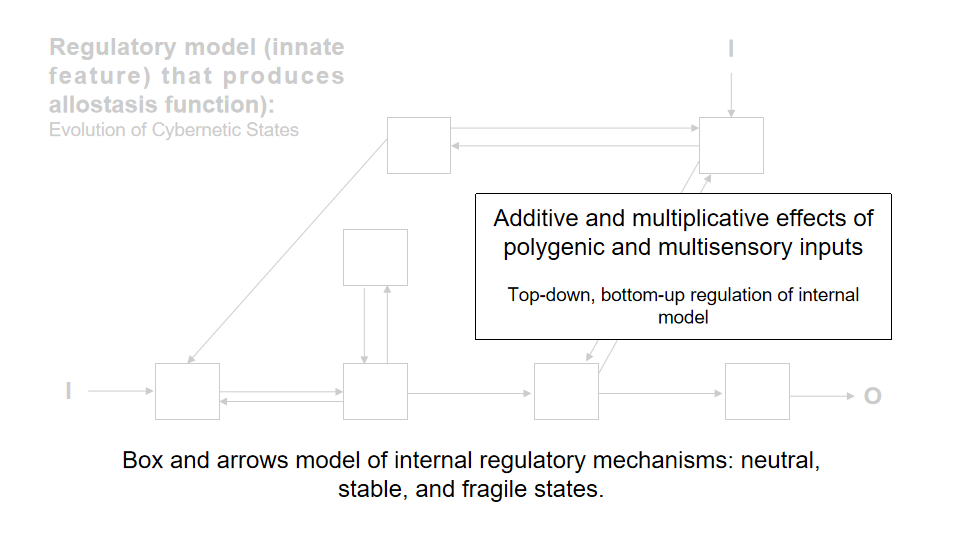 Regulatory model (innate
feature) that produces
allostasis function):
Evolution of Cybernetic States
I
Additive and multiplicative effects of
polygenic and multisensory inputs
Top-down, bottom-up regulation of internal
model
I
O
Box and arrows model of internal regulatory mechanisms: neutral,
stable, and fragile states.